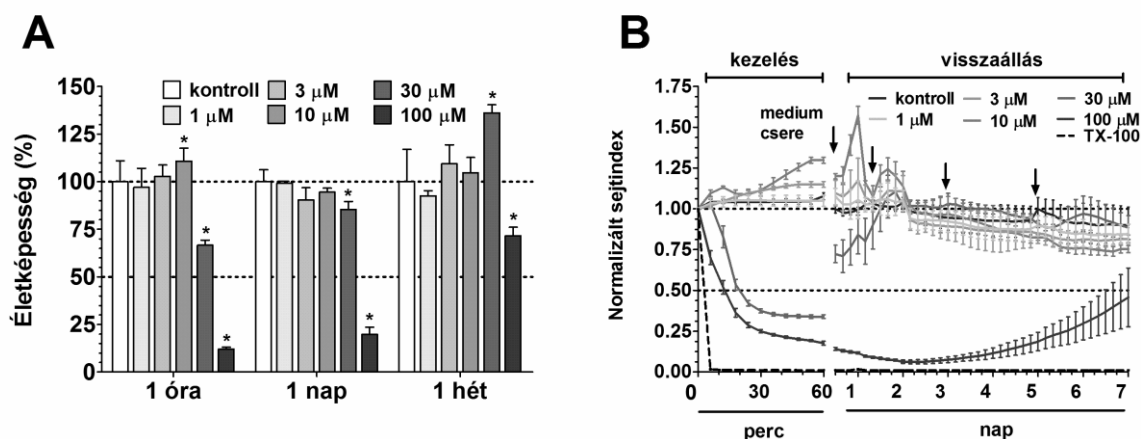 A
Életképesség (%)
150
125
100
75
50
25
0
kontroll
3 µM
30 µM
1 µM
10 µM
100 µM
* * * * * *
1 óra
1 nap
1 hét
B
kezelés
visszaállás
Normalizált sejtindex
1.75
1.50
1.25
1.00
0.75
0.50
0.25
0.00
medium
csere
kontroll
3 µM
30 µM
1 µM
10 µM
100 µM
TX-100
0 30 60
1 2 3 4 5 6 7
perc
nap